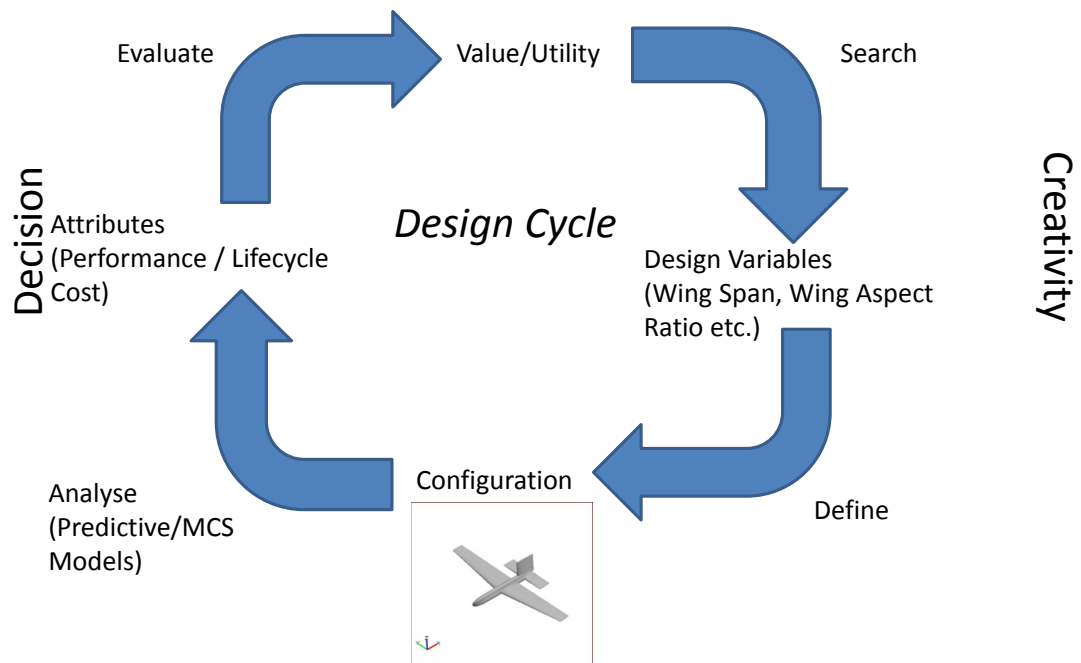 Evaluate
Value/Utility
Search
Decision
Creativity
Attributes
(Performance / Lifecycle
Cost)
Design Cycle
Design Variables
(Wing Span, Wing Aspect
Ratio etc.)
Configuration
Analyse
(Predictive/MCS
Models)
Define